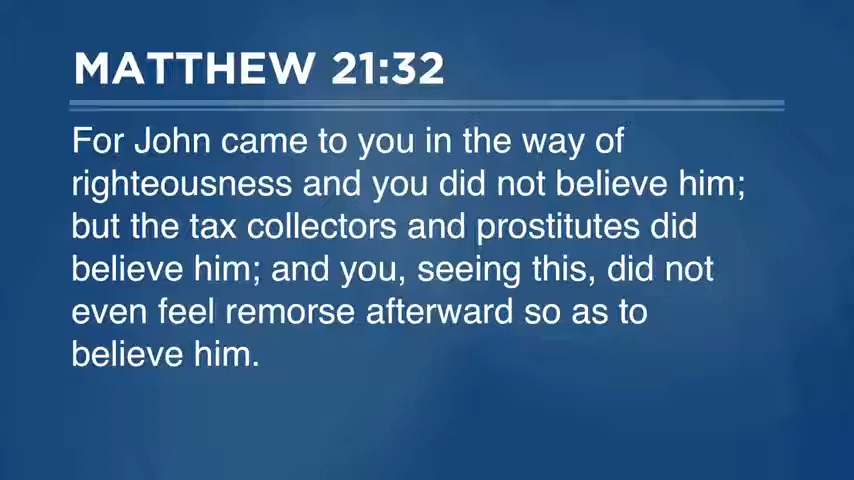 MATTHEW 21:32
For John came to you in the way of
righteousness and you did not believe him;
but the tax collectors and prostitutes did
believe him; and you, seeing this, did not
even feel remorse afterward so as to
believe him.